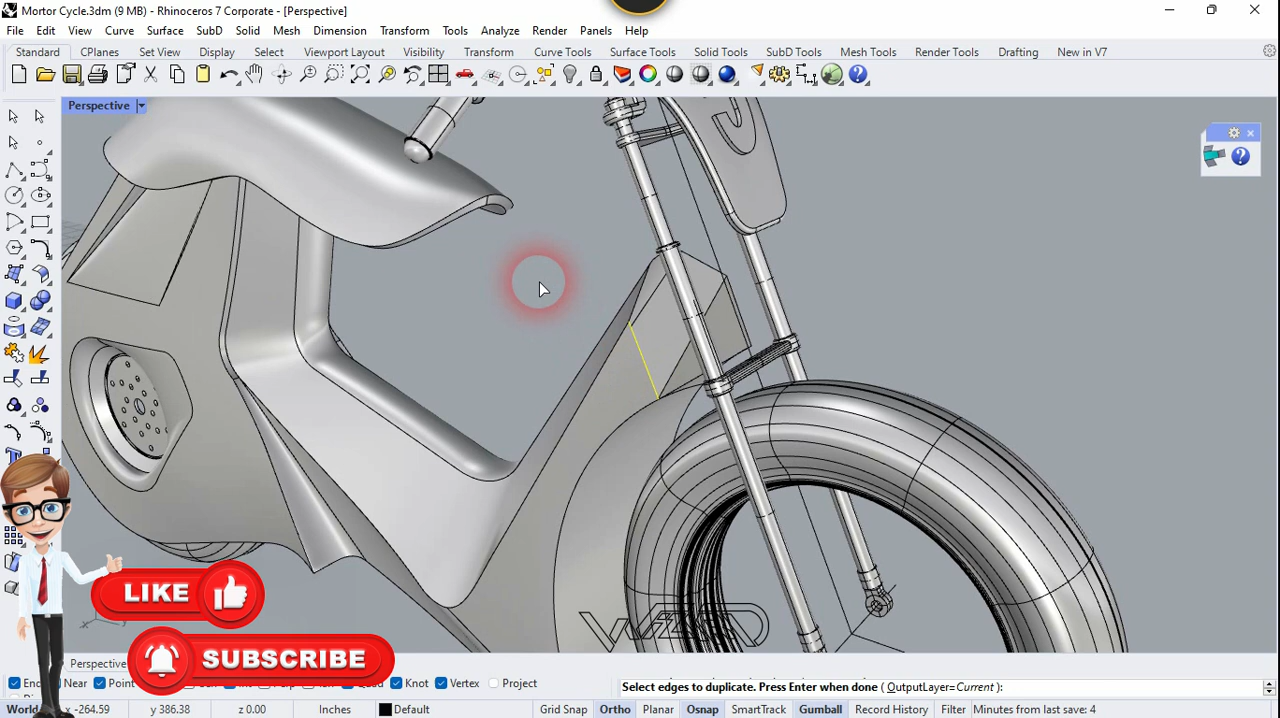 Mortor Cycle.3dm (9 MB) - Rhinoceros 7 Corporate - [Perspective]
File Edit View Curve Surface SubD Solid Mesh Dimension Transform Tools Analyze Render Panels Help
Standard CPlanes Set View Display Select Viewport Layout Visibility Transform Curve Tools Surface Tools Solid Tools SubD Tools Mesh Tools Render Tools Drafting New in V7
Perspective
LIKE
SUBSCRIBE
Perspective
Near Point Knot Vertex Project
Select edges to duplicate. Press Enter when done ( OutputLayer=Current ):
World x -264.59 y 386.38 z 0.00 Inches Default Grid Snap Ortho Planar Osnap SmartTrack Gumball Record History Filter Minutes from last save: 4